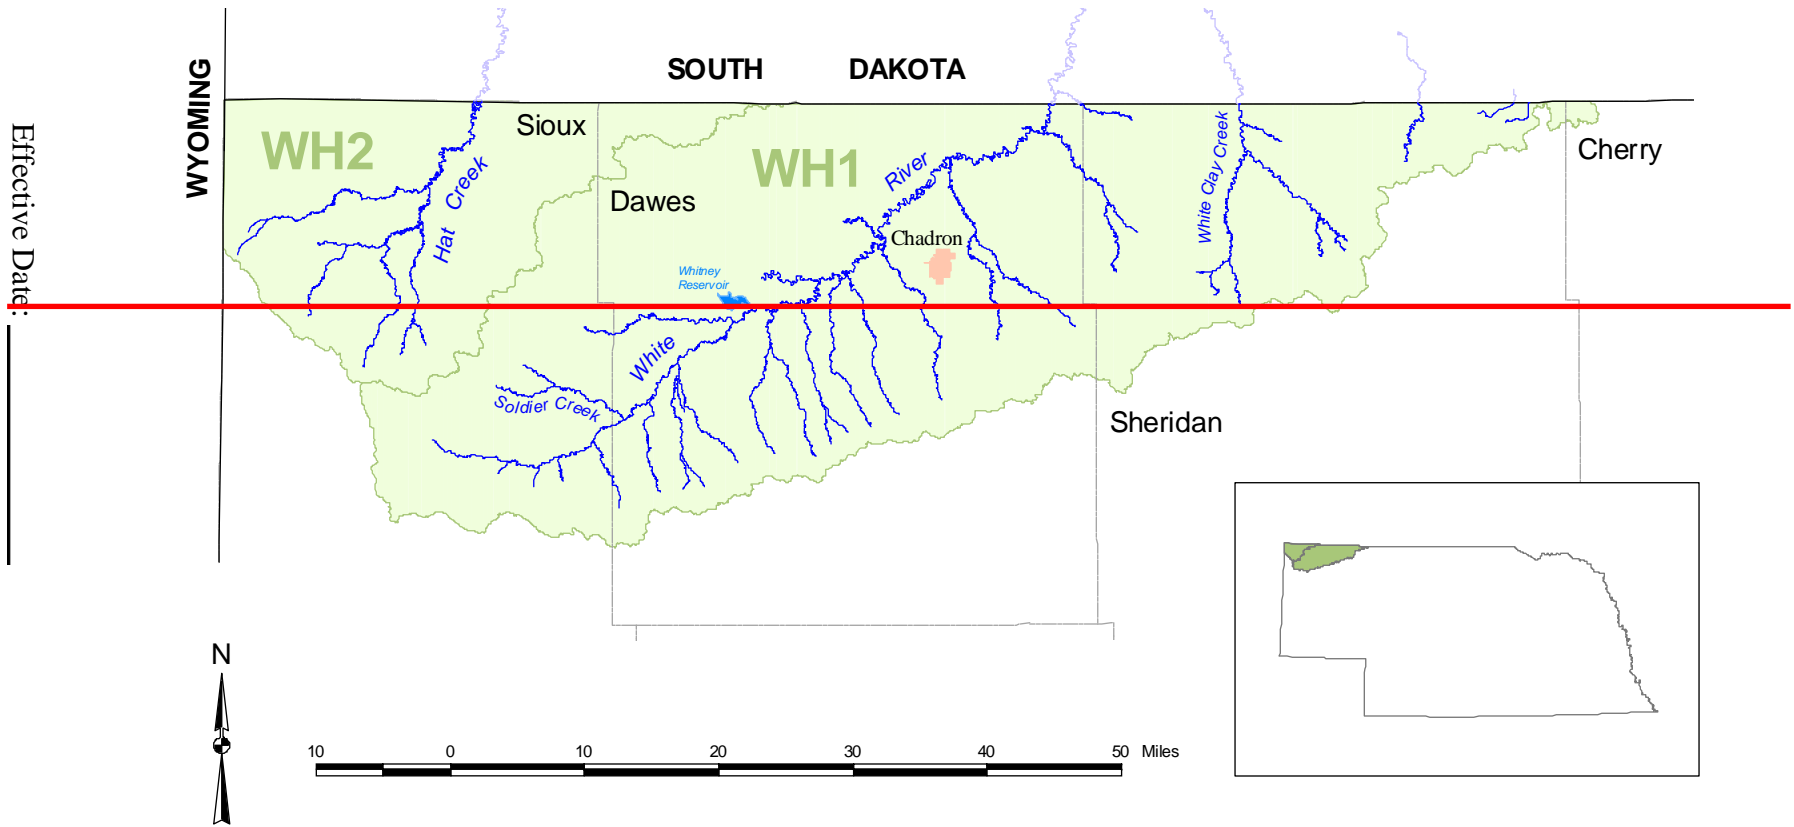 SOUTH DAKOTA
WYOMING
Effective Date:
WH2
Sioux
Hat Creek
WH1
Dawes
River
White Clay Creek
Cherry
Chadron
Whitney
Reservoir
White
Soldier Creek
Sheridan
N
10 0 10 20 30 40 50 Miles